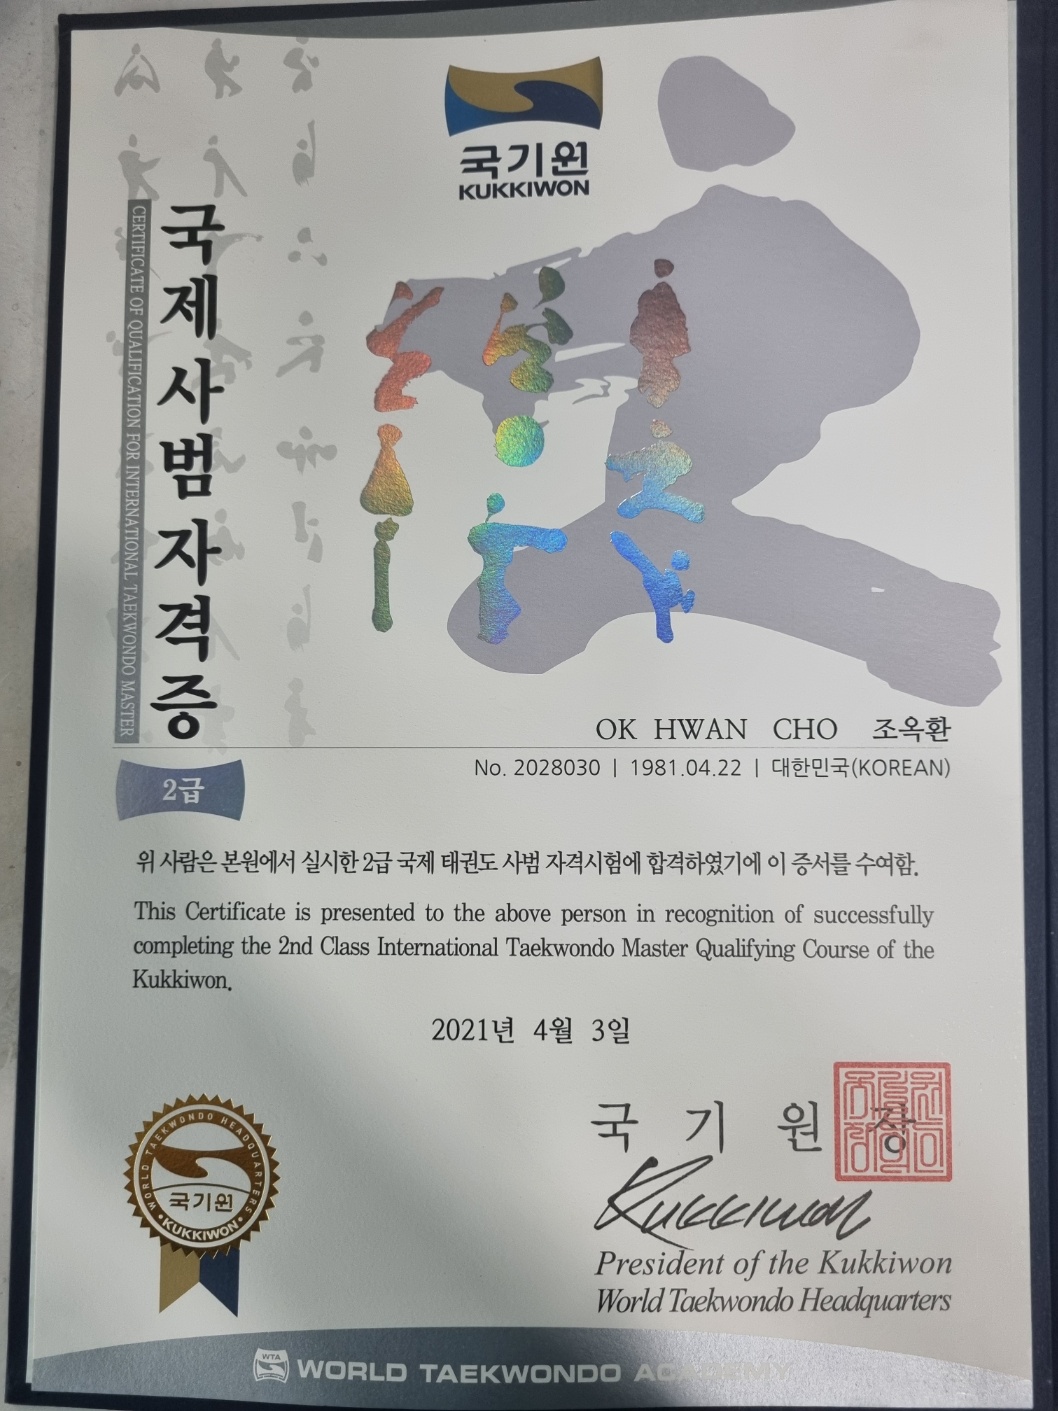 국기원
KUKKIWON
국제사범자격증
CERTIFICATE OF QUALIFICATION FOR INTERNATIONAL TAEKWONDO MASTER
OK HWAN CHO 조옥환
No. 2028030 | 1981.04.22 | 대한민국(KOREAN)
2급
위 사람은 본원에서 실시한 2급 국제 태권도 사범 자격시험에 합격하였기에 이 증서를 수여함.
This Certificate is presented to the above person in recognition of successfully
completing the 2nd Class International Taekwondo Master Qualifying Course of the
Kukkiwon.
2021년 4월 3일
국 기 원 장
Kukkiwon
President of the Kukkiwon
World Taekwondo Headquarters
WORLD TAEKWONDO HEADQUARTERS
국기원
KUKKIWON
WTA
WORLD TAEKWONDO ACADEMY